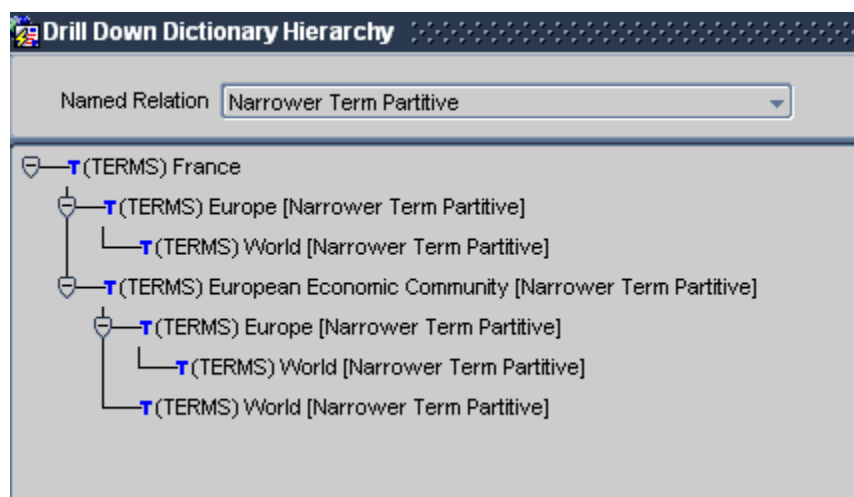 Drill Down Dictionary Hierarchy
Named Relation Narrower Term Partitive
T (TERMS) France
T (TERMS) Europe [Narrower Term Partitive]
T (TERMS) World [Narrower Term Partitive]
T (TERMS) European Economic Community [Narrower Term Partitive]
T (TERMS) Europe [Narrower Term Partitive]
T (TERMS) World [Narrower Term Partitive]
T (TERMS) World [Narrower Term Partitive]